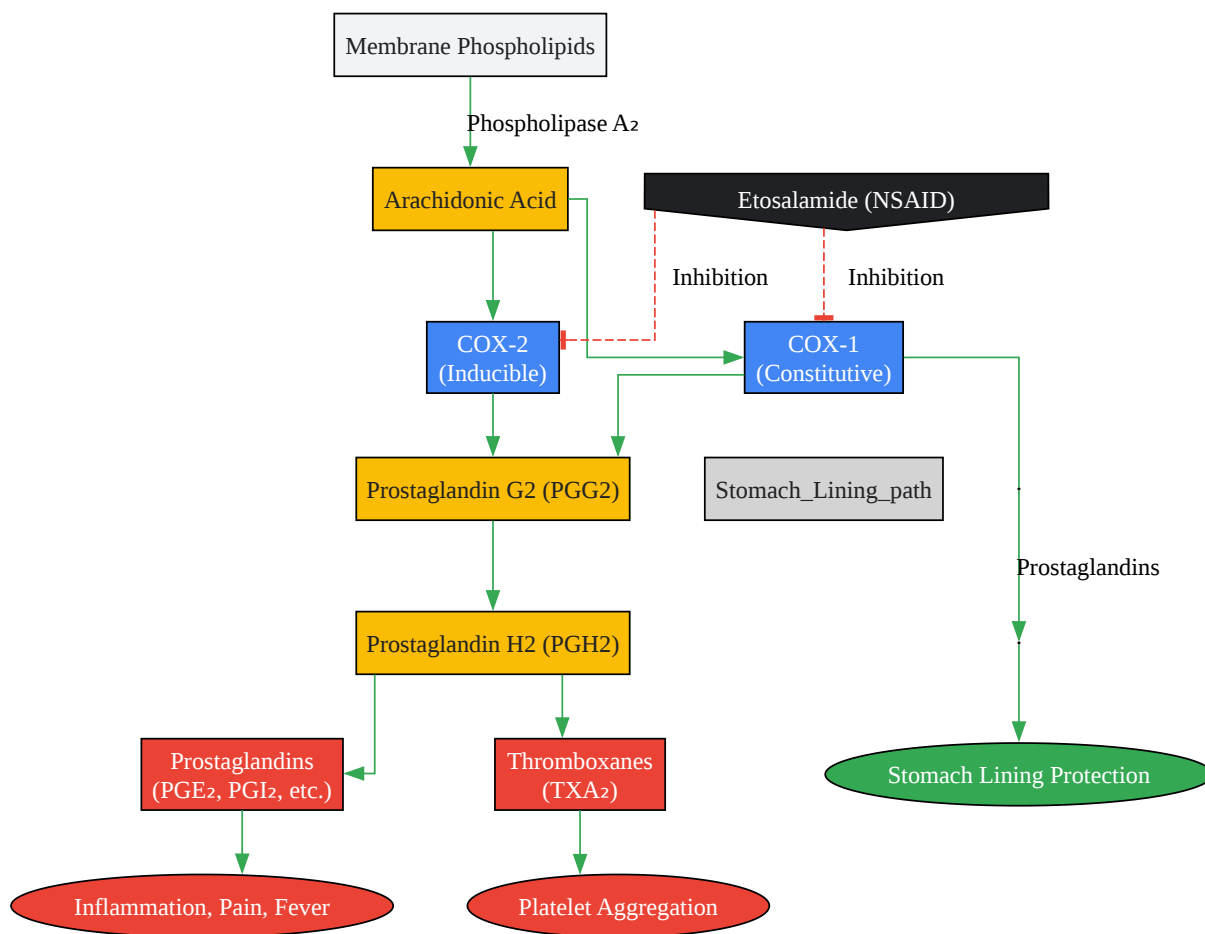 Membrane Phospholipids
Phospholipase A₂
Arachidonic Acid
Etosalamide (NSAID)
Inhibition
Inhibition
COX-2
(Inducible)
COX-1
(Constitutive)
Prostaglandin G2 (PGG2)
Stomach_Lining_path
Prostaglandins
Prostaglandin H2 (PGH2)
Prostaglandins
(PGE₂, PGI₂, etc.)
Thromboxanes
(TXA₂)
Stomach Lining Protection
Inflammation, Pain, Fever
Platelet Aggregation